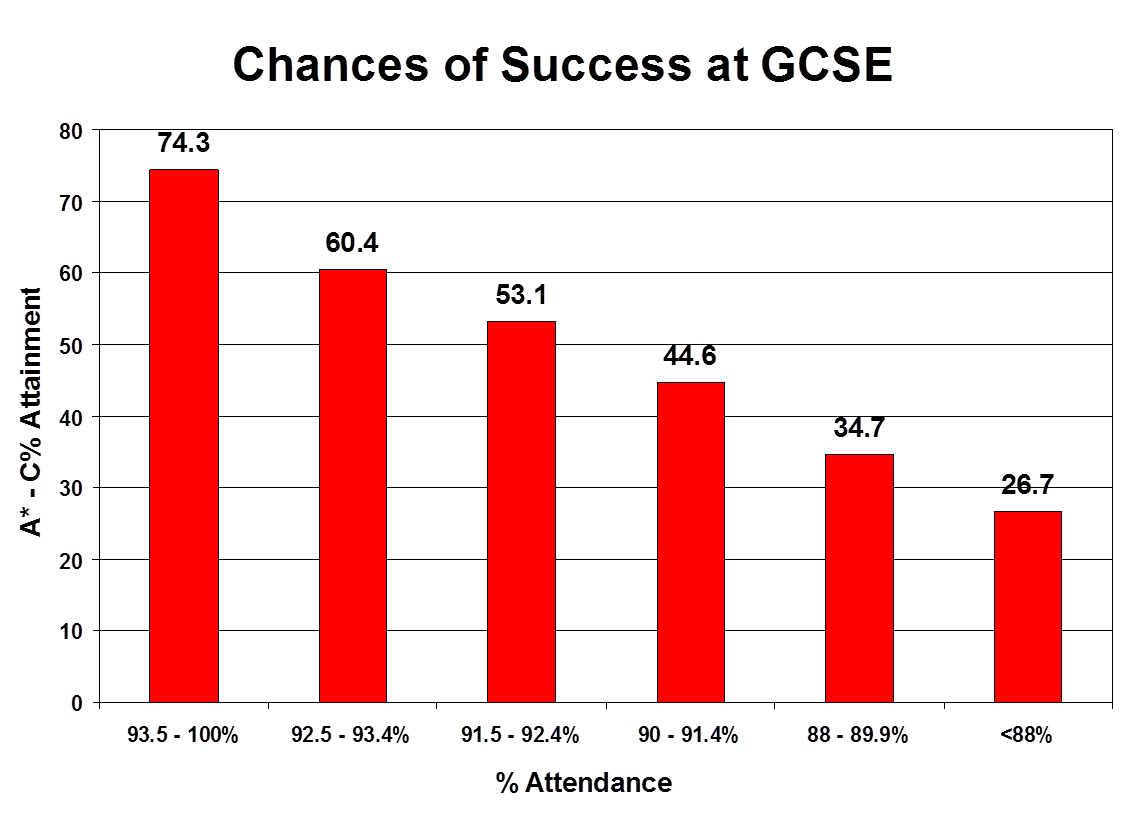 Chances of Success at GCSE
80
70
60
50
40
30
20
10
0
A* - C% Attainment
74.3
60.4
53.1
44.6
34.7
26.7
93.5 - 100%
92.5 - 93.4%
91.5 - 92.4%
90 - 91.4%
88 - 89.9%
<88%
% Attendance